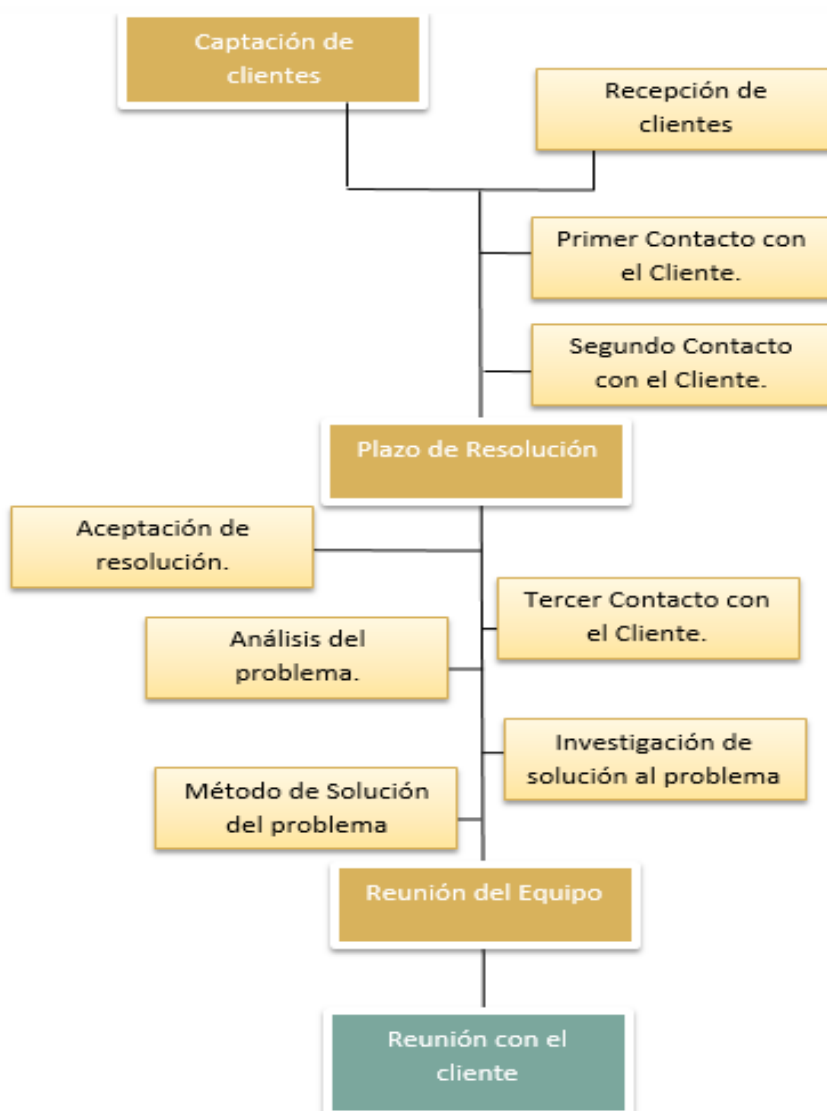 Captación de
clientes
Recepción de
clientes
Primer Contacto con
el Cliente.
Segundo Contacto
con el Cliente.
Plazo de Resolución
Aceptación de
resolución.
Tercer Contacto con
el Cliente.
Análisis del
problema.
Investigación de
solución al problema
Método de Solución
del problema
Reunión del Equipo
Reunión con el
cliente